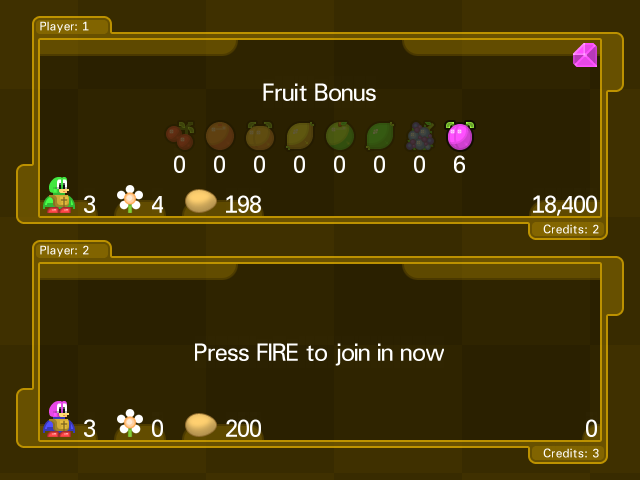 Player: 1
Fruit Bonus
0 0 0 0 0 0 0 6
3 4 198 18,400
Credits: 2
Player: 2
Press FIRE to join in now
3 0 200 0
Credits: 3